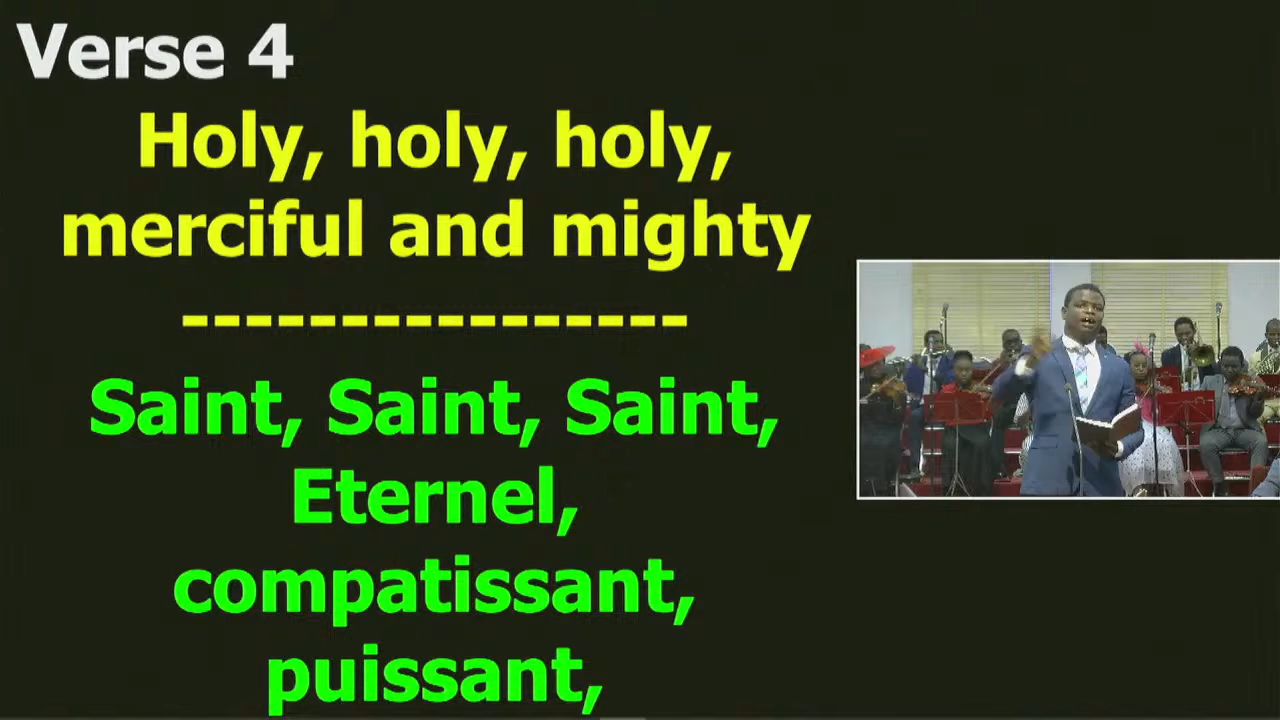 Verse 4
Holy, holy, holy,
merciful and mighty
----------------
Saint, Saint, Saint,
Eternel,
compatissant,
puissant,